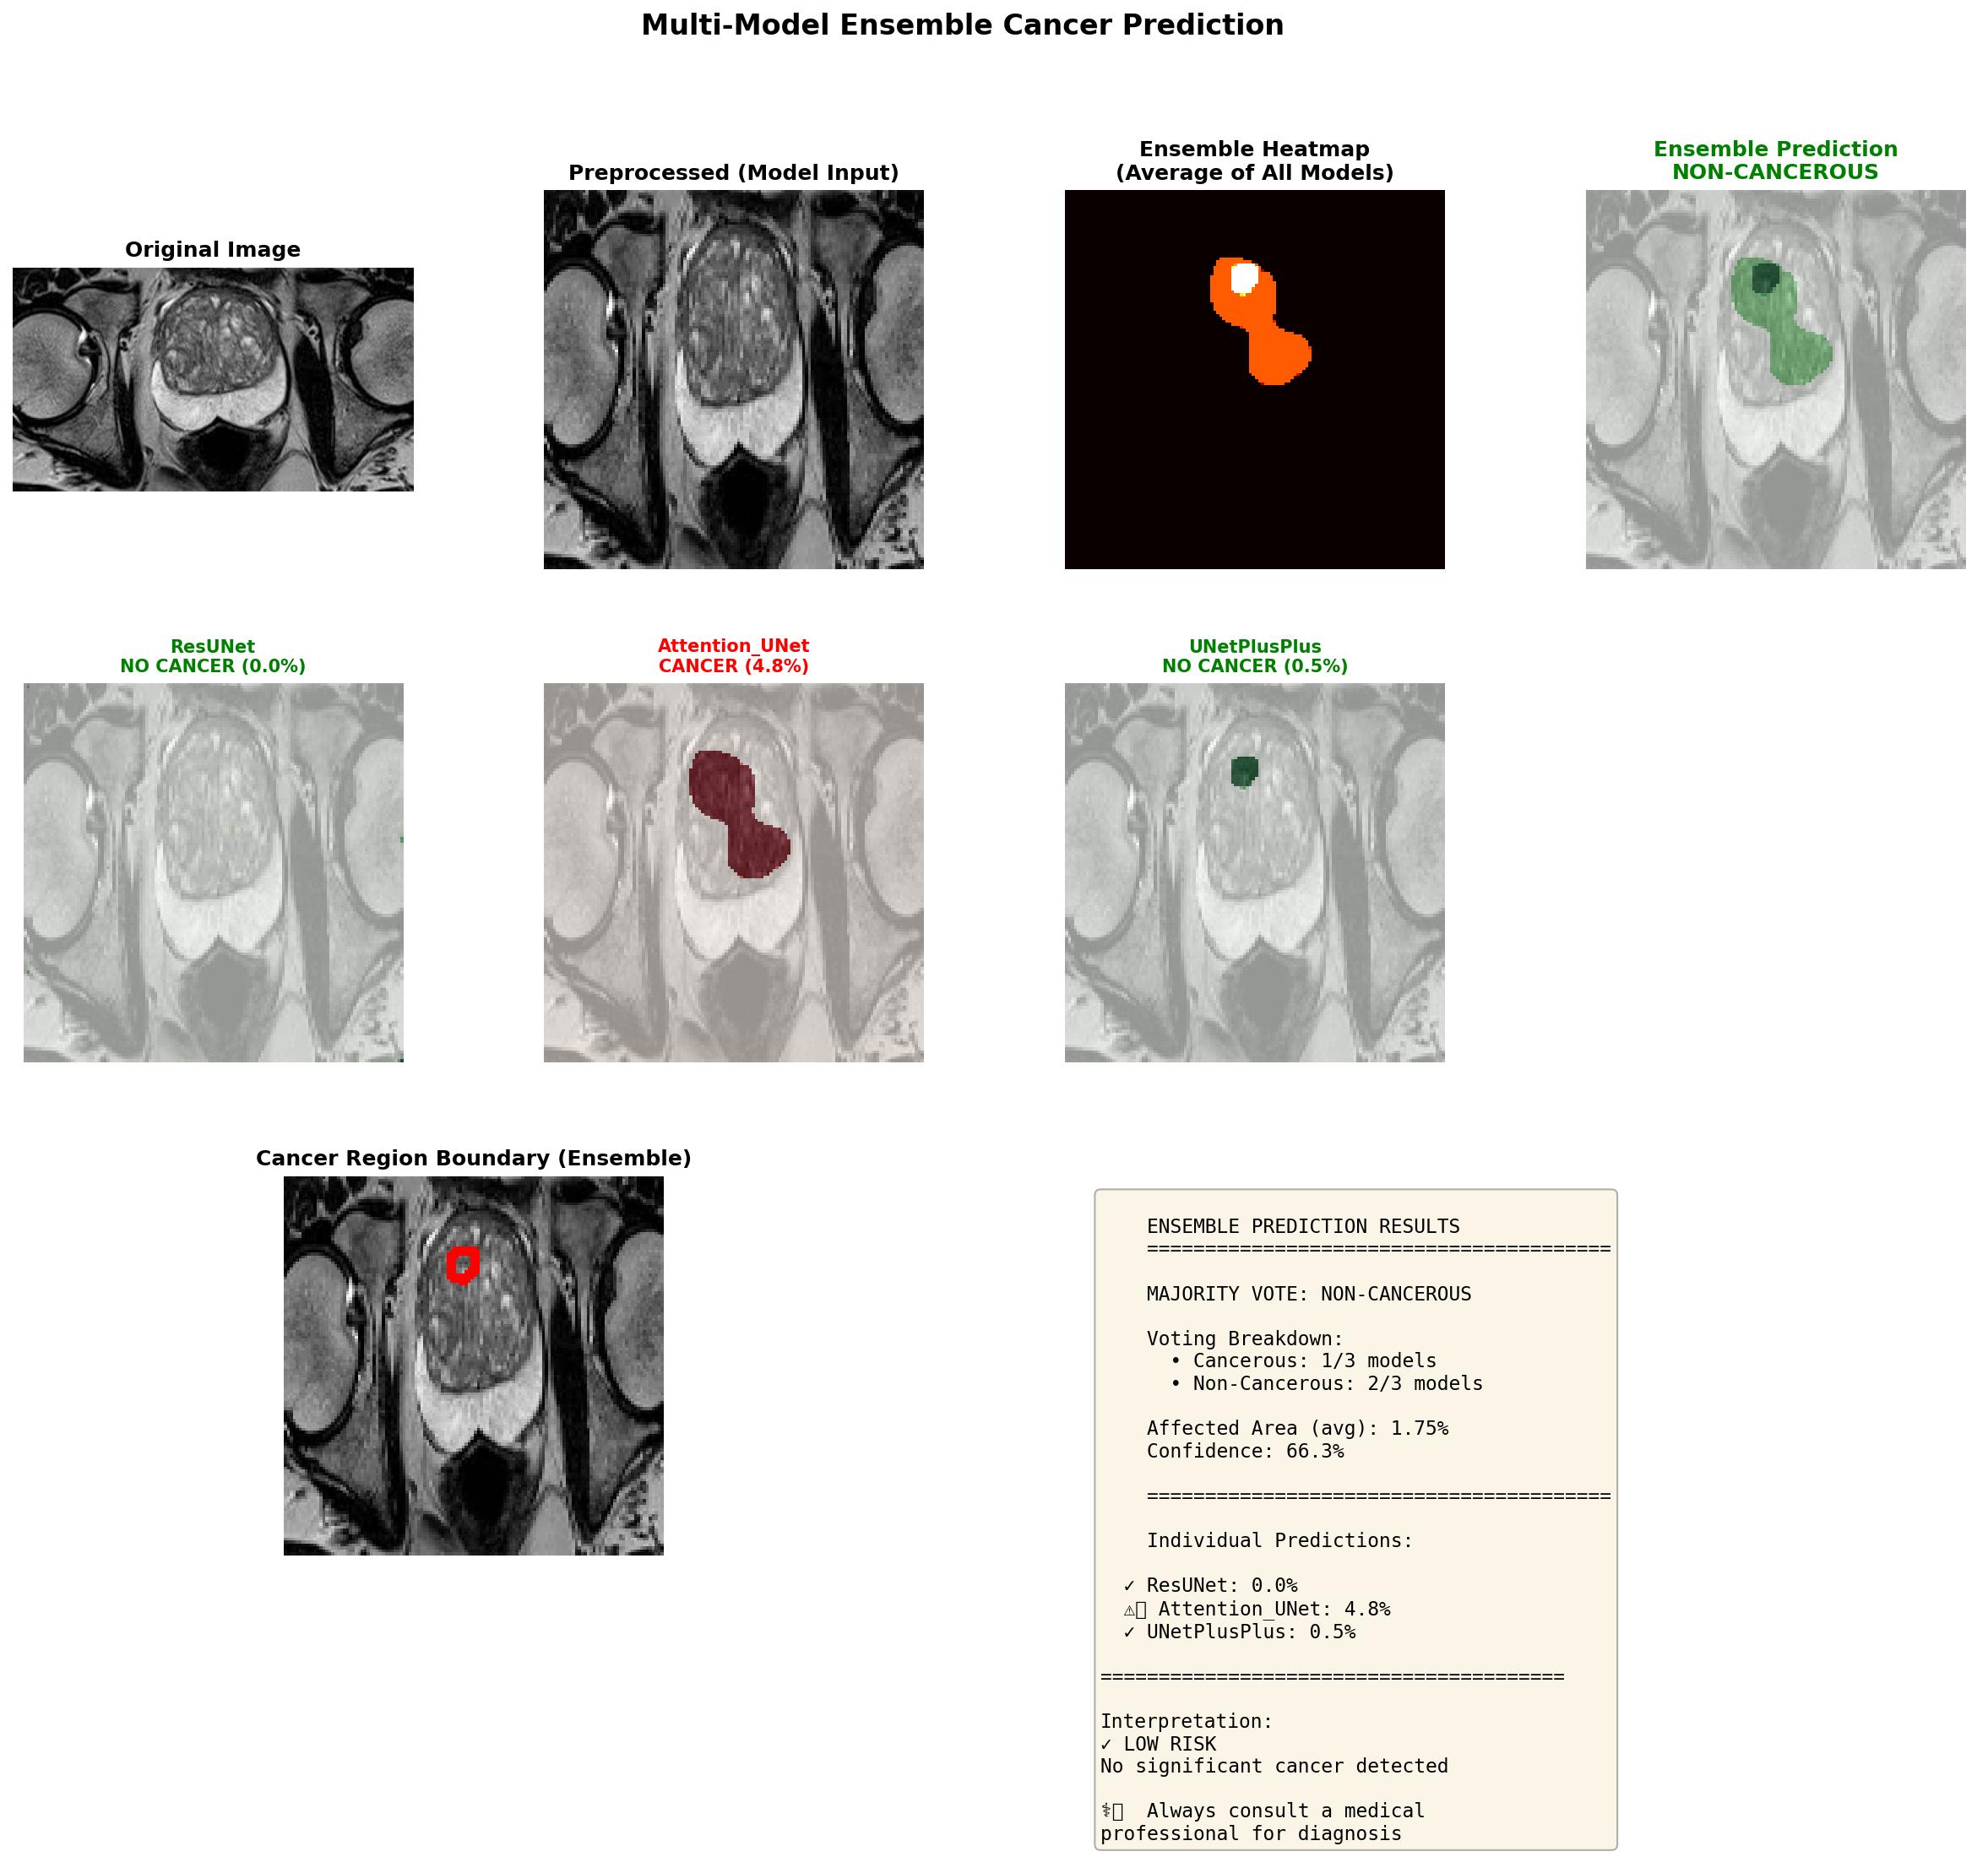 Multi-Model Ensemble Cancer Prediction
Original Image
Preprocessed (Model Input)
Ensemble Heatmap
(Average of All Models)
Ensemble Prediction
NON-CANCEROUS
ResUNet
NO CANCER (0.0%)
Attention_UNet
CANCER (4.8%)
UNetPlusPlus
NO CANCER (0.5%)
Cancer Region Boundary (Ensemble)
ENSEMBLE PREDICTION RESULTS
========================================
MAJORITY VOTE: NON-CANCEROUS
Voting Breakdown:
• Cancerous: 1/3 models
• Non-Cancerous: 2/3 models
Affected Area (avg): 1.75%
Confidence: 66.3%
========================================
Individual Predictions:
✓ ResUNet: 0.0%
⚠▯ Attention_UNet: 4.8%
✓ UNetPlusPlus: 0.5%
========================================
Interpretation:
✓ LOW RISK
No significant cancer detected
⚕▯ Always consult a medical
professional for diagnosis